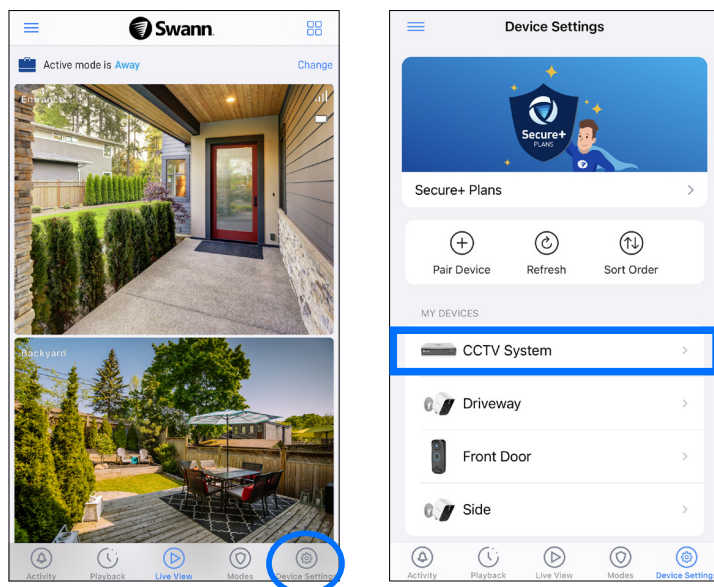 Swann.
Active mode is Away
Change
Entrance
Backyard
Activity
Playback
Live View
Modes
Device Settings
Device Settings
Secure+
PLANS
Secure+ Plans
Pair Device
Refresh
Sort Order
MY DEVICES
CCTV System
Driveway
Front Door
Side
Activity
Playback
Live View
Modes
Device Settings